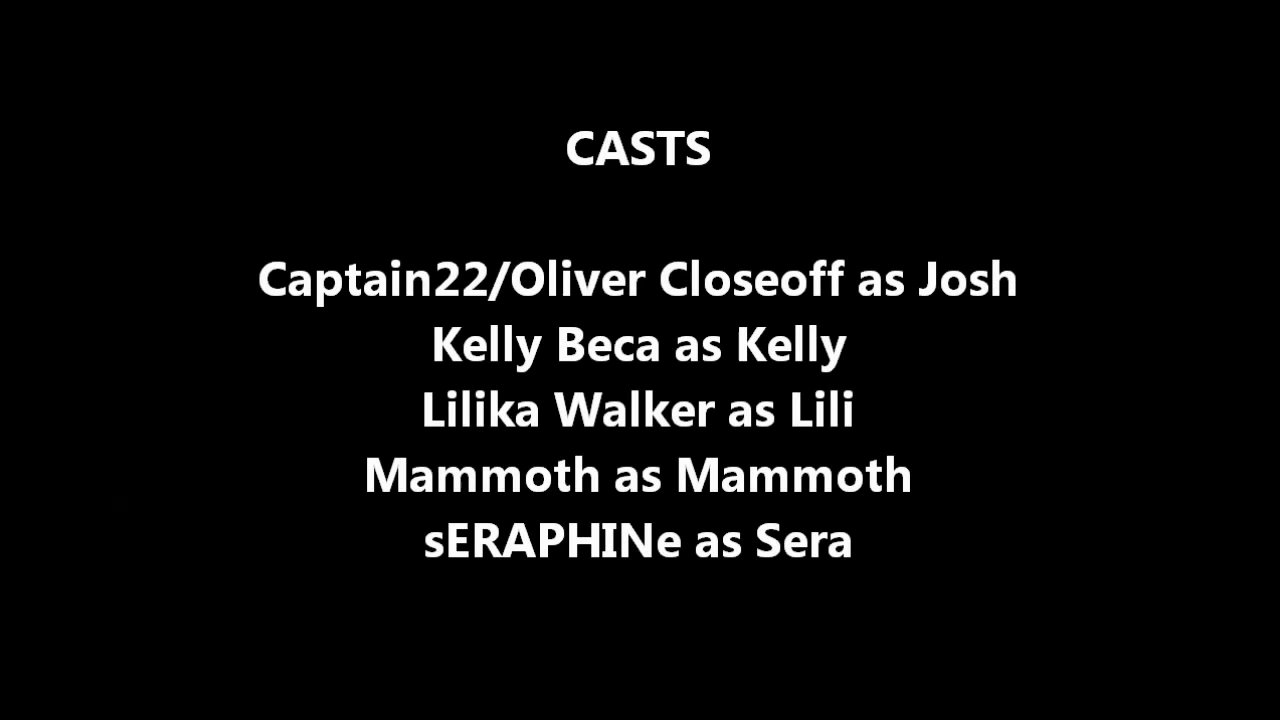 CASTS
Captain22/Oliver Closeoff as Josh
Kelly Beca as Kelly
Lilika Walker as Lili
Mammoth as Mammoth
sERAPHINe as Sera